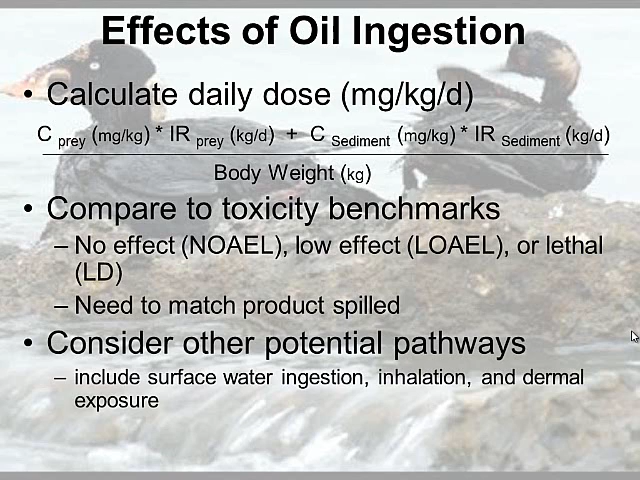 Effects of Oil Ingestion
• Calculate daily dose (mg/kg/d)
C prey (mg/kg) * IR prey (kg/d) + C Sediment (mg/kg) * IR Sediment (kg/d)
Body Weight (kg)
• Compare to toxicity benchmarks
– No effect (NOAEL), low effect (LOAEL), or lethal
(LD)
– Need to match product spilled
• Consider other potential pathways
– include surface water ingestion, inhalation, and dermal
exposure